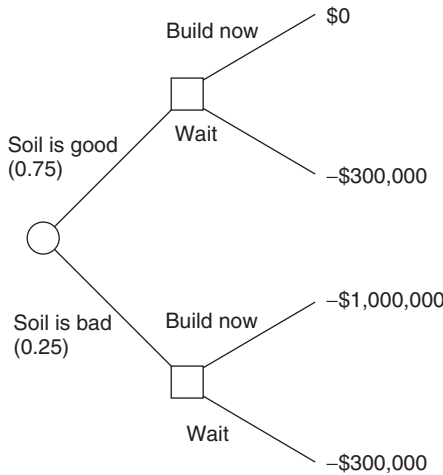 Build now
$0
Soil is good
(0.75)
Wait
–$300,000
Soil is bad
(0.25)
Build now
–$1,000,000
Wait
–$300,000